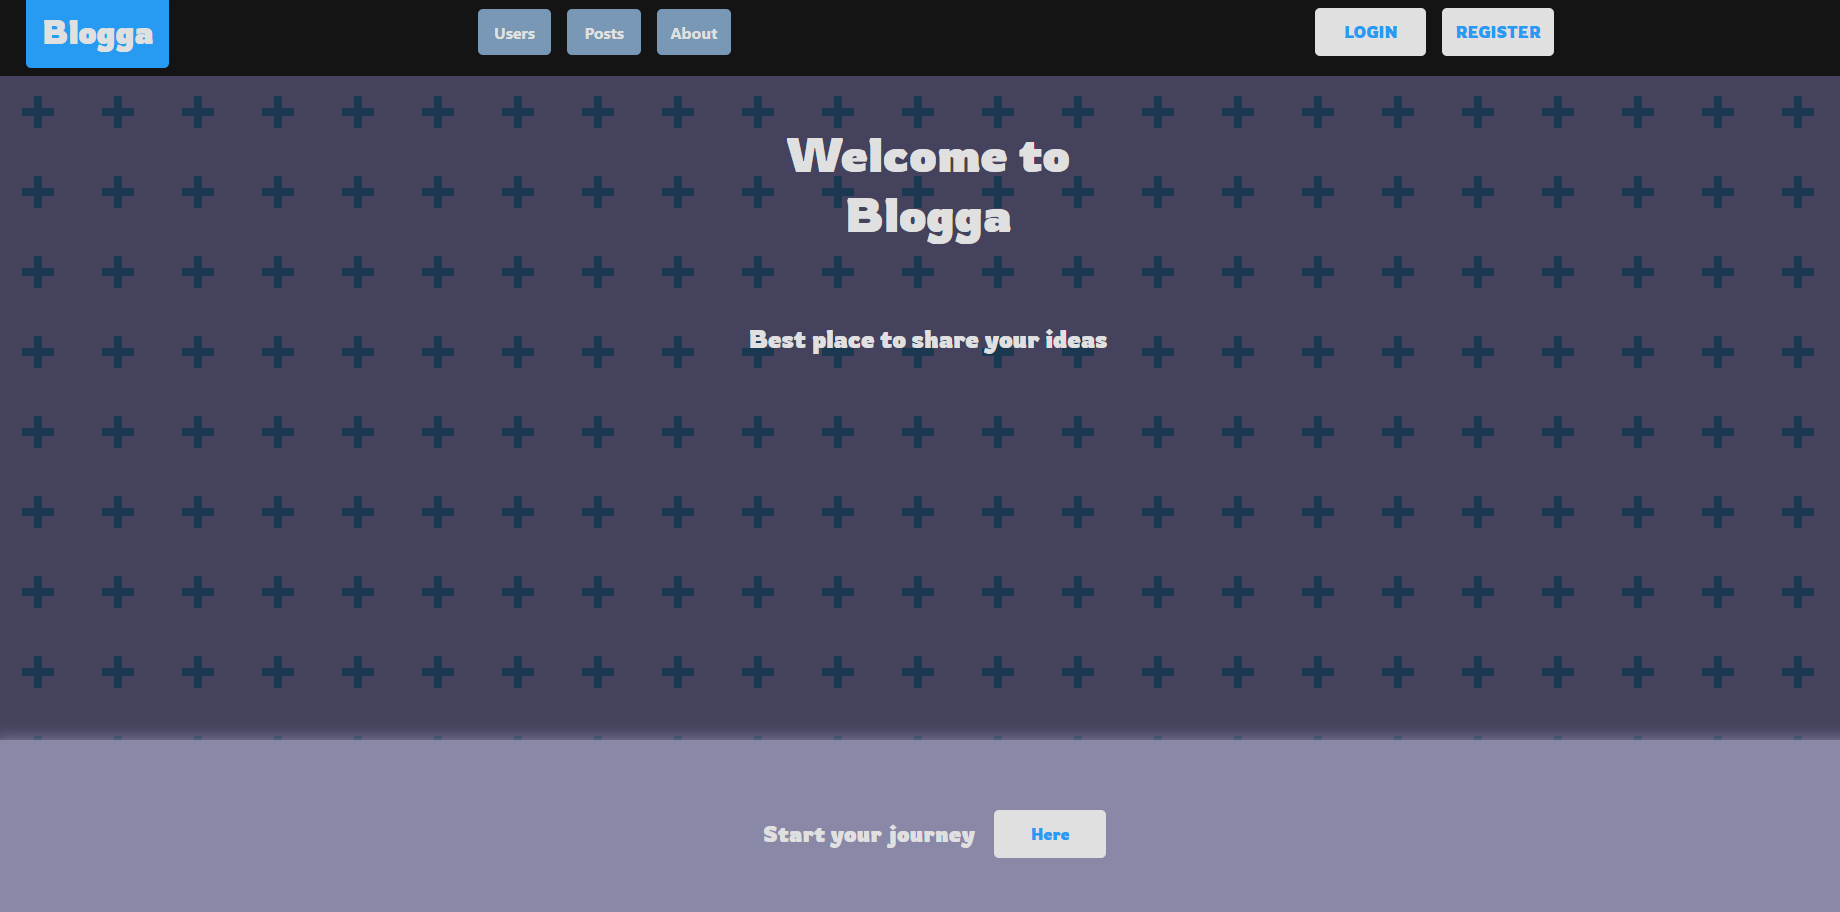 Blogga
Users Posts About
LOGIN REGISTER
Welcome to
Blogga
Best place to share your ideas
Start your journey Here